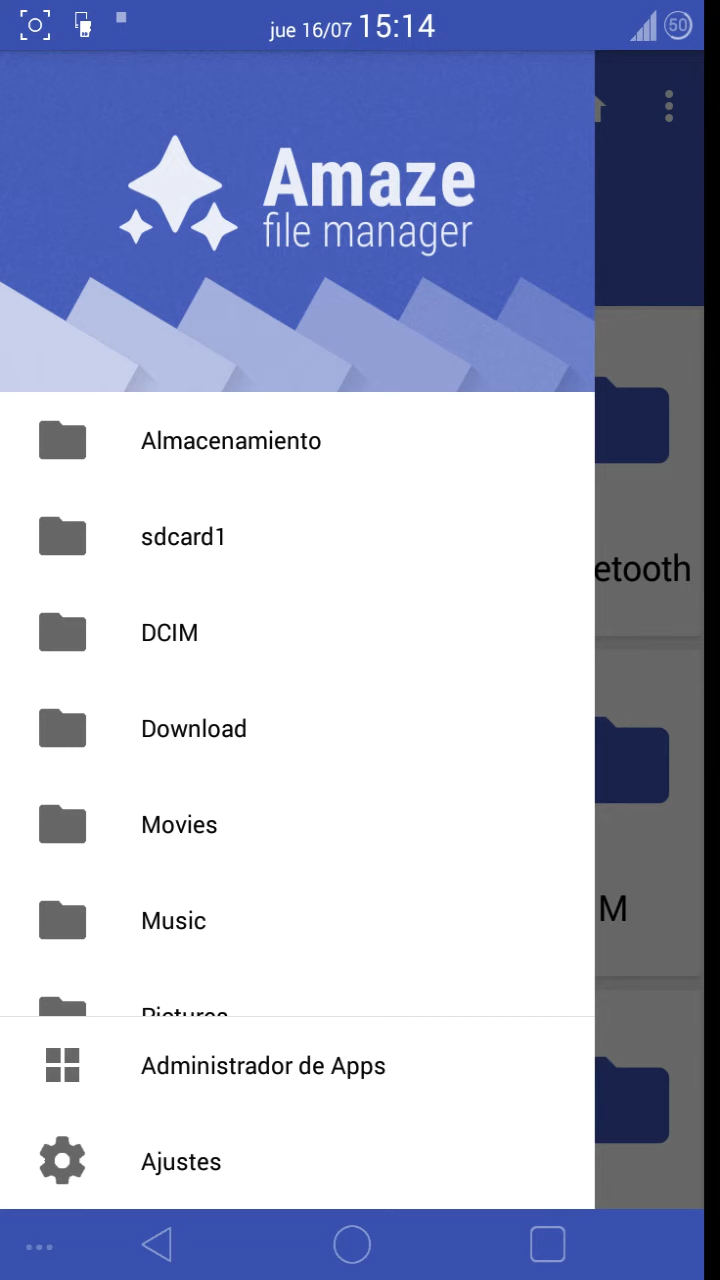 jue 16/07 15:14
50
Amaze
file manager
Almacenamiento
sdcard1
DCIM
Download
Movies
Music
Pictures
Administrador de Apps
Ajustes
etooth
M